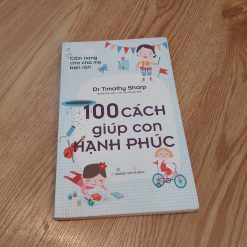 Cẩm nang
cho cha mẹ
bận rộn
Dr Timothy Sharp
100 CÁCH
giúp con
HẠNH PHÚC